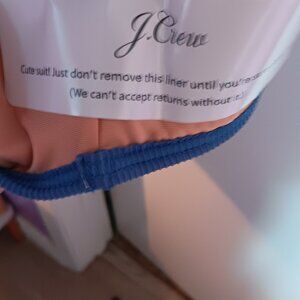 J.Crew
Cute suit! Just don't remove this liner until you're
(We can't accept returns without it.)